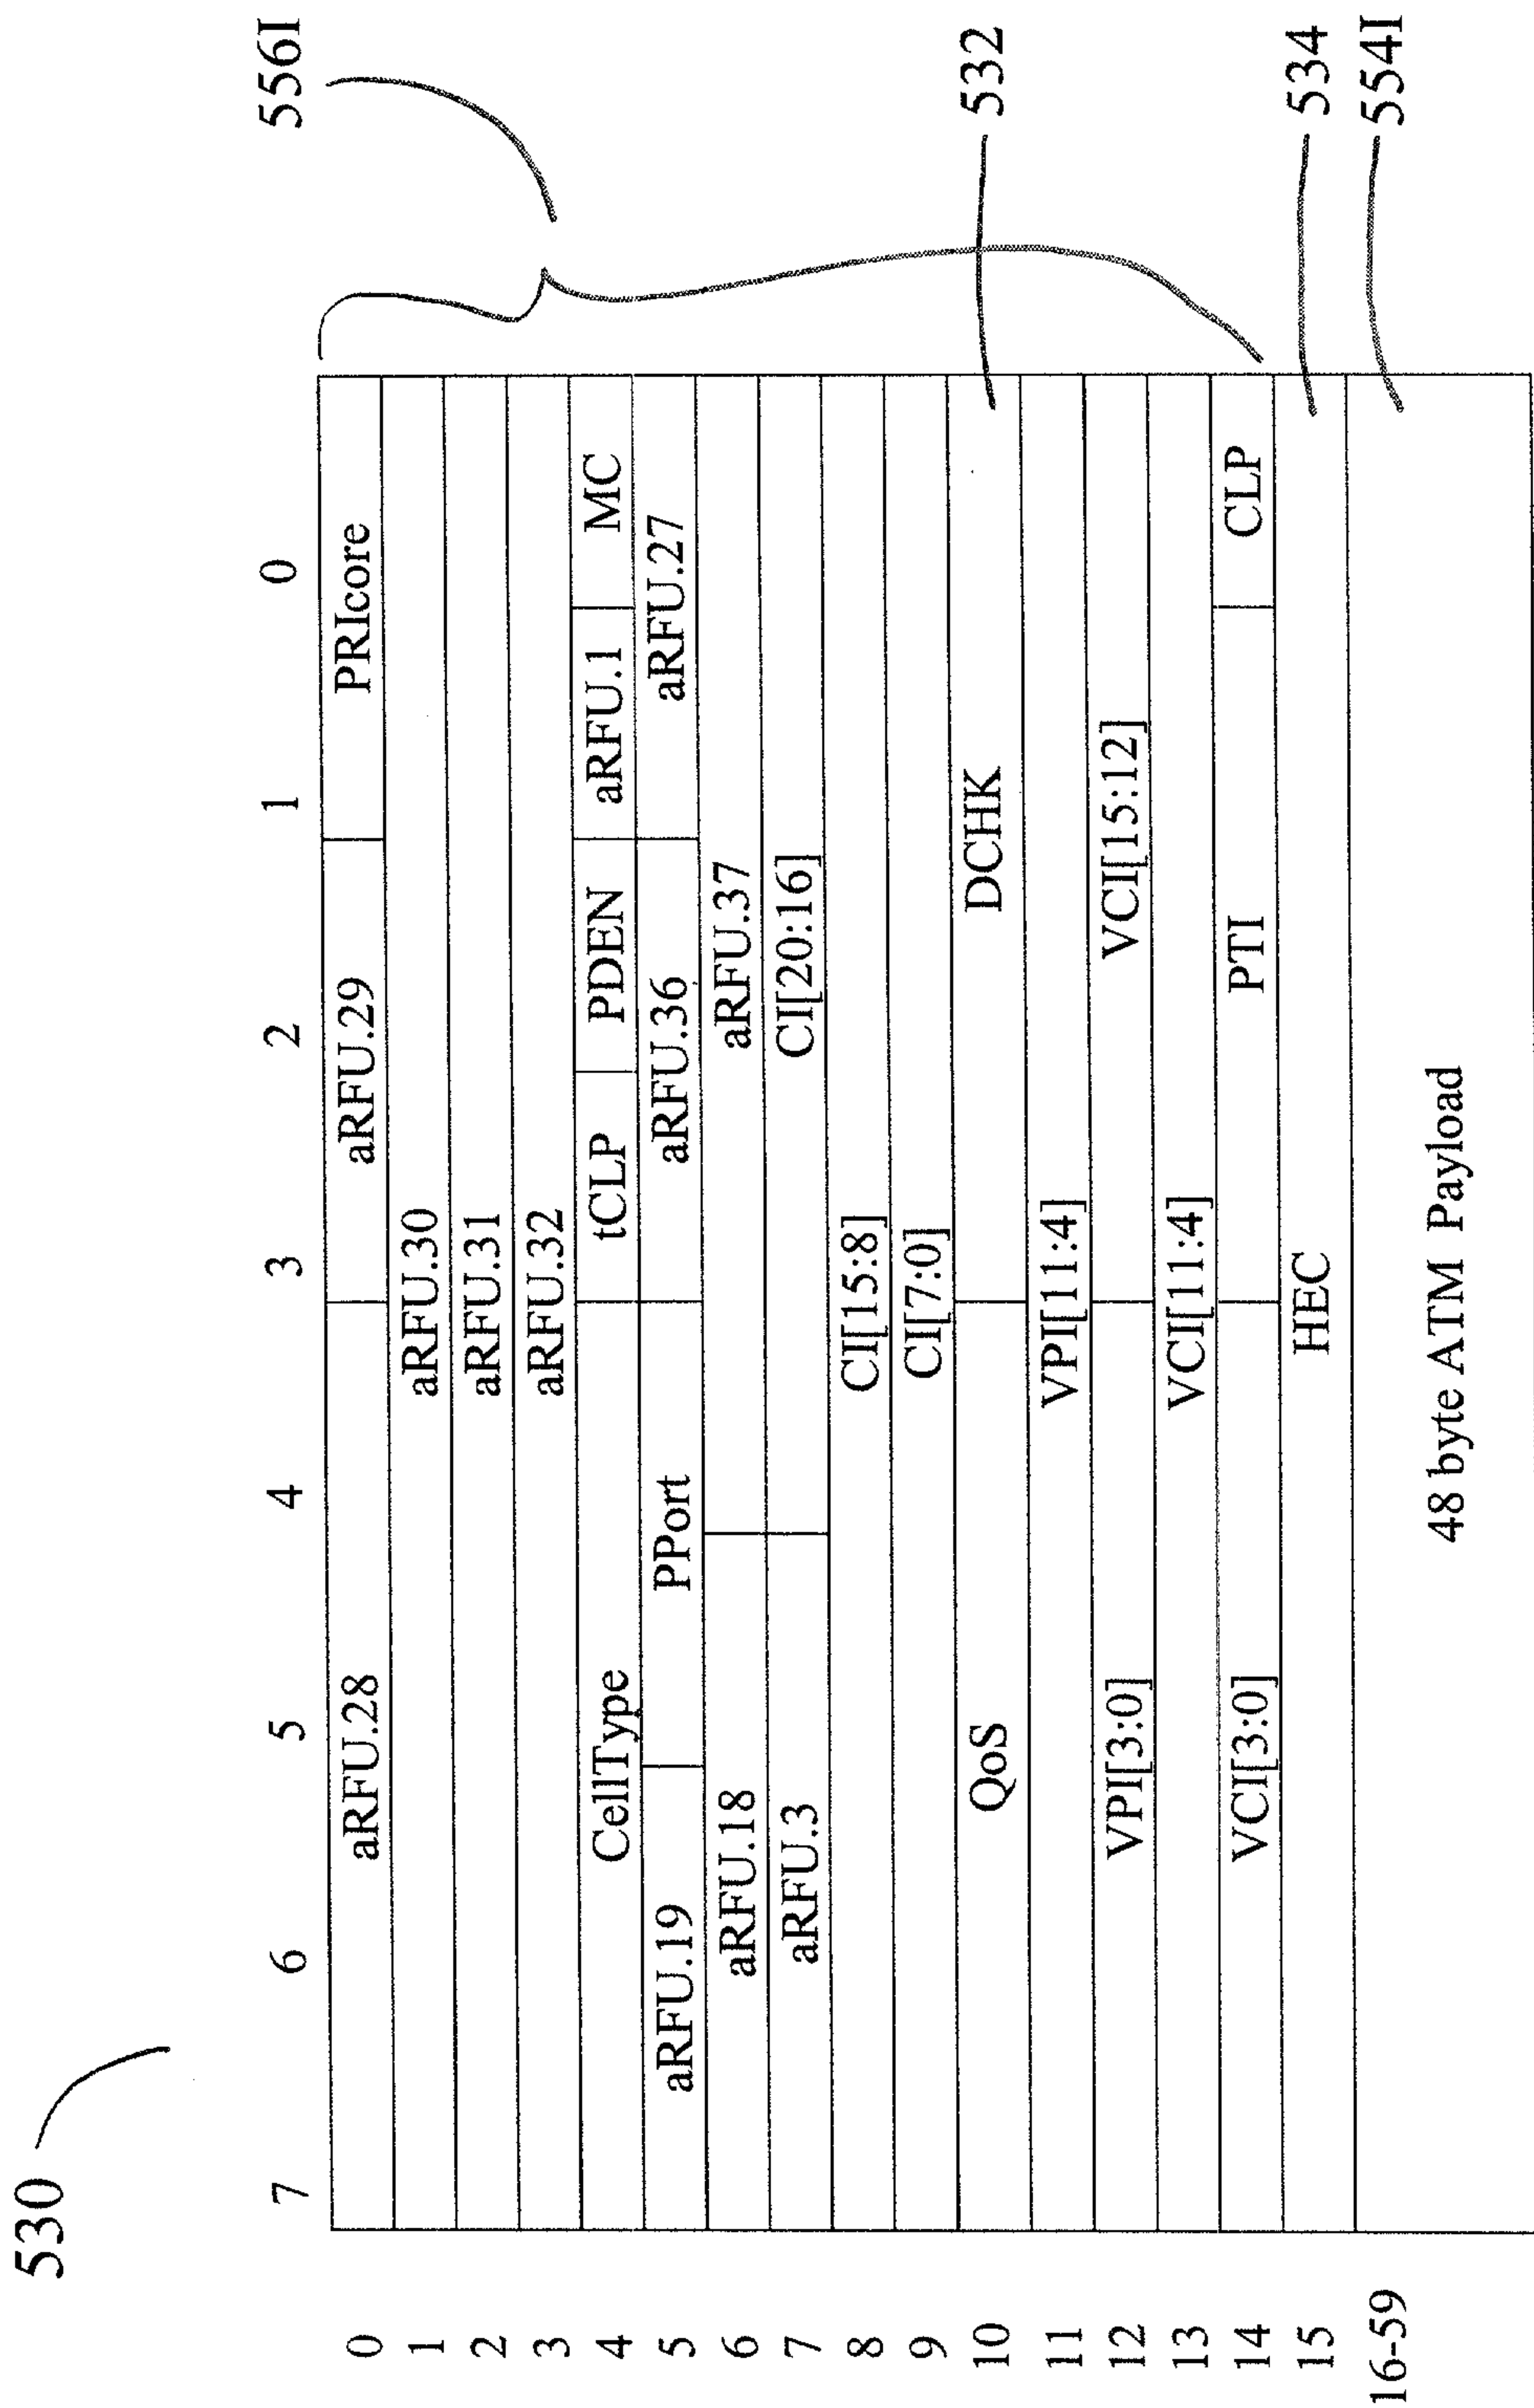 530
7 6 5 4 3 2 1 0
556I
0 aRFU.28 aRFU.29 PRIcore
1 aRFU.30
2 aRFU.31
3 aRFU.32
4 CellType tCLP PDEN aRFU.1 MC
5 aRFU.19 PPort aRFU.36 aRFU.27
6 aRFU.18 aRFU.37
7 aRFU.3 CI[20:16]
8 CI[15:8]
9 CI[7:0]
10 QoS DCHK 532
11 VPI[11:4]
12 VPI[3:0] VCI[15:12]
13 VCI[11:4]
14 VCI[3:0] PTI CLP
15 HEC 534
16-59 554I
48 byte ATM Payload